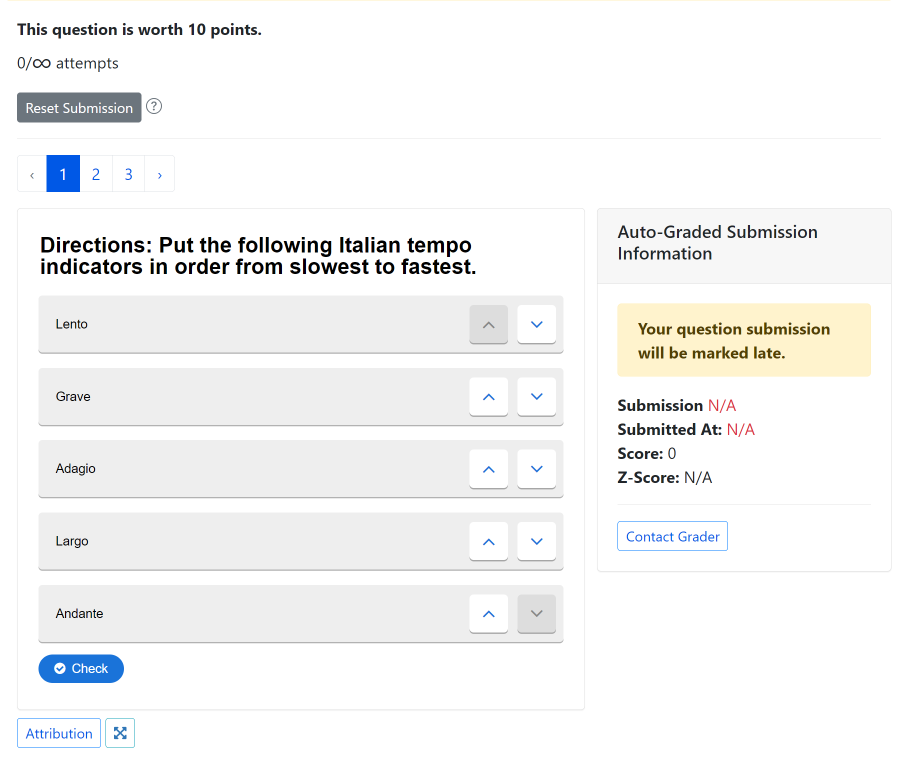 This question is worth 10 points.
0/∞ attempts
Reset Submission
?
‹ 1 2 3 ›
Directions: Put the following Italian tempo
indicators in order from slowest to fastest.
Lento
Grave
Adagio
Largo
Andante
Check
Attribution
Auto-Graded Submission
Information
Your question submission
will be marked late.
Submission N/A
Submitted At: N/A
Score: 0
Z-Score: N/A
Contact Grader